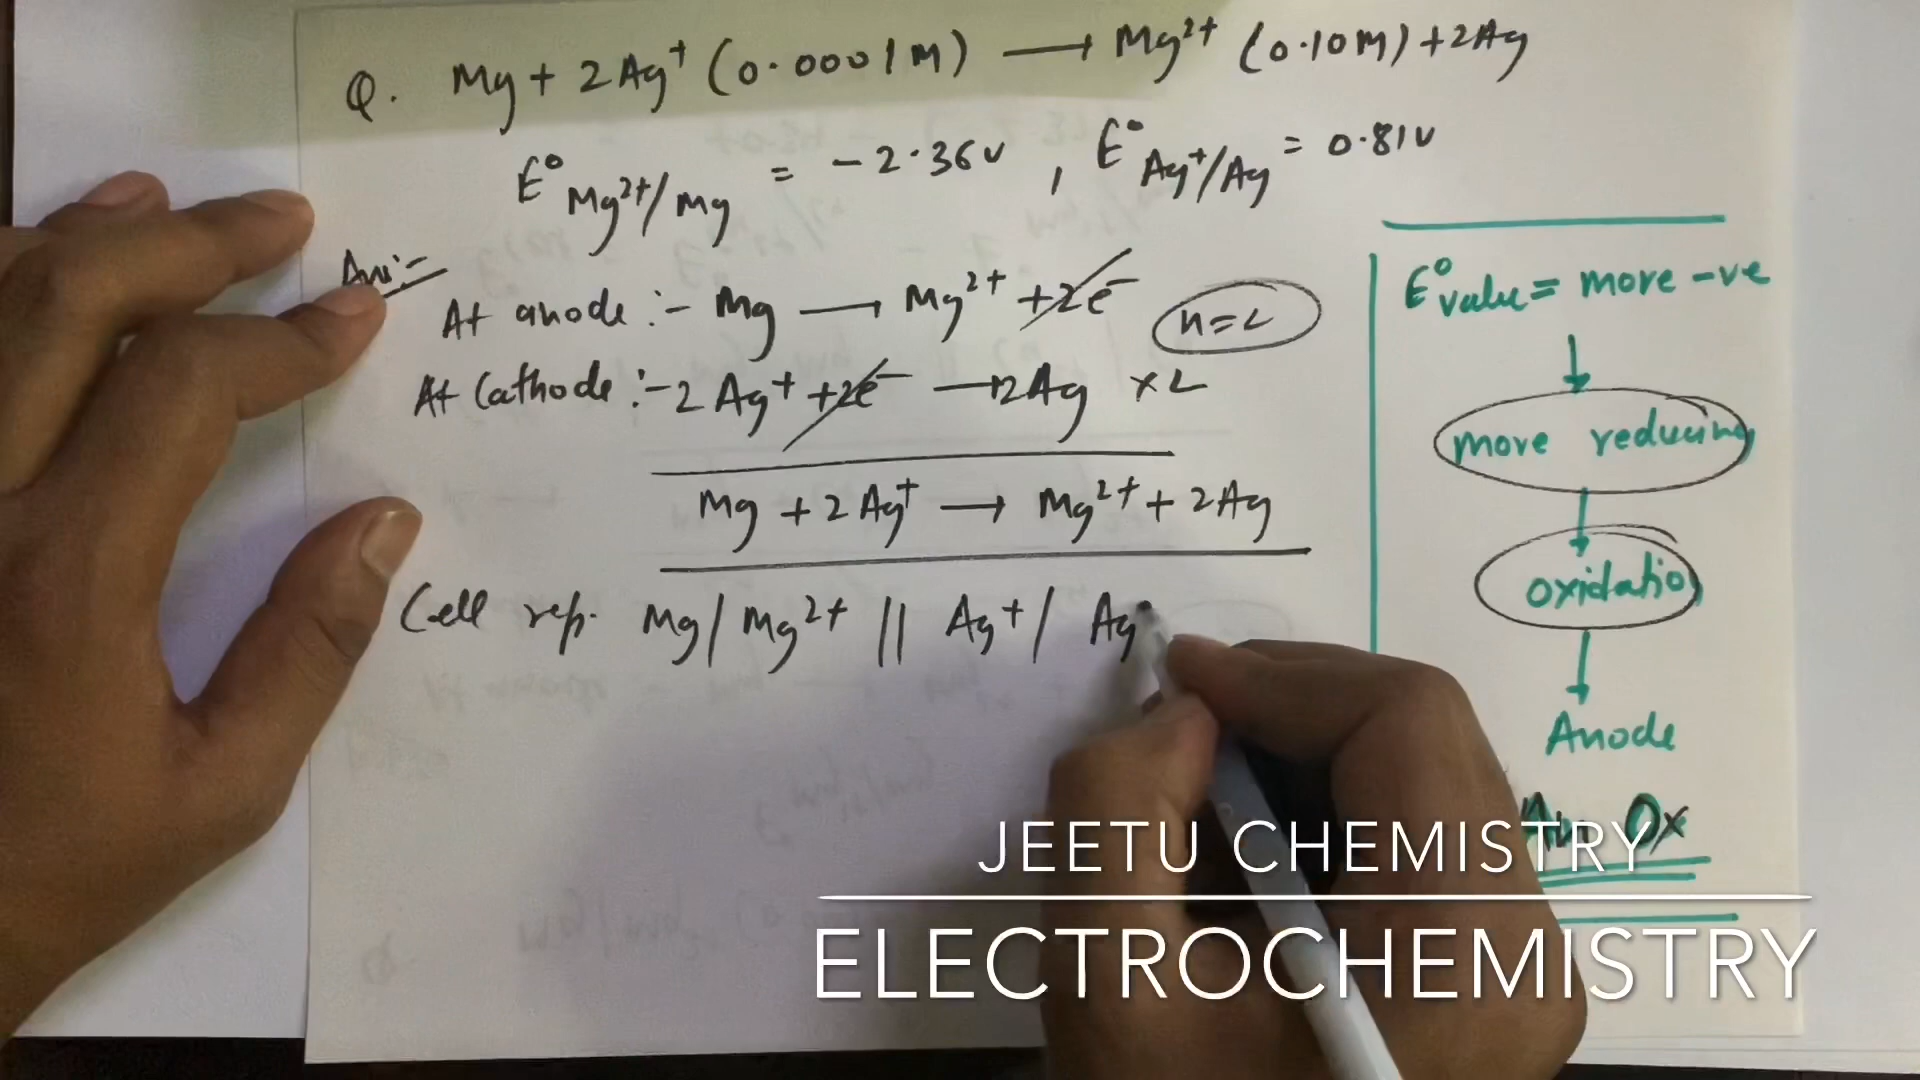 Q. Mg + 2Ag⁺ (0.0001M) ⟶ Mg²⁺ (0.10M) + 2Ag
E°Mg²⁺/Mg = -2.36V , E°Ag⁺/Ag = 0.81V
Ans:-
At anode :- Mg ⟶ Mg²⁺ + 2e⁻ n=2
At Cathode :- 2Ag⁺ + 2e⁻ ⟶ 2Ag ×2
Mg + 2Ag⁺ ⟶ Mg²⁺ + 2Ag
Cell rep. Mg/Mg²⁺ || Ag⁺/Ag
E°value = more -ve
↓
more reducing
↓
oxidation
↓
Anode
Ox
JEETU CHEMISTRY
ELECTROCHEMISTRY